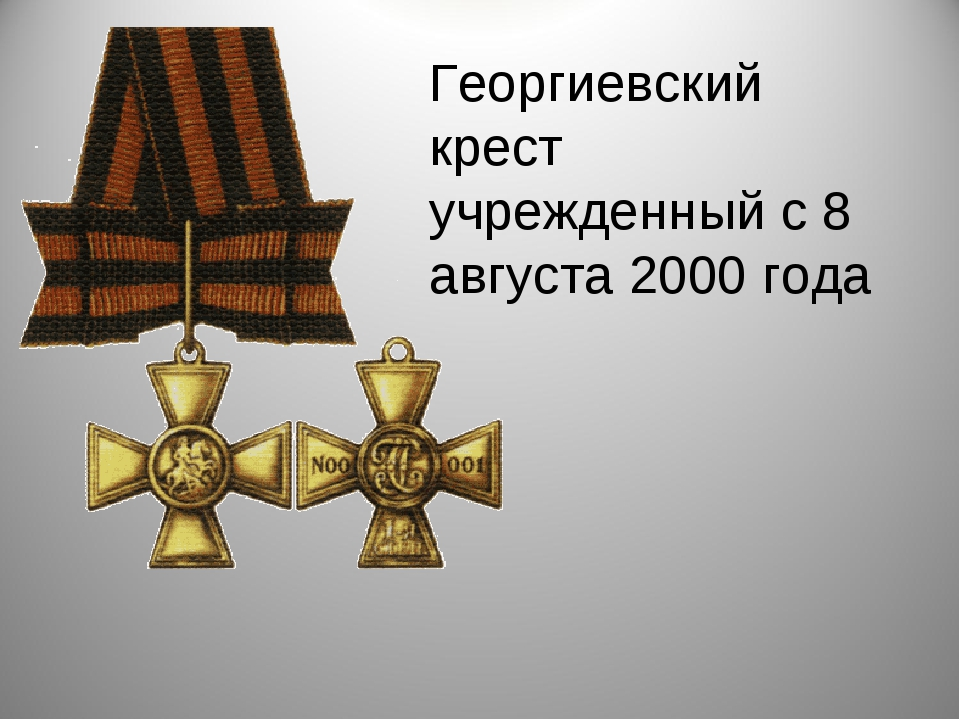 Георгиевский
крест
учрежденный с 8
августа 2000 года
N00 001